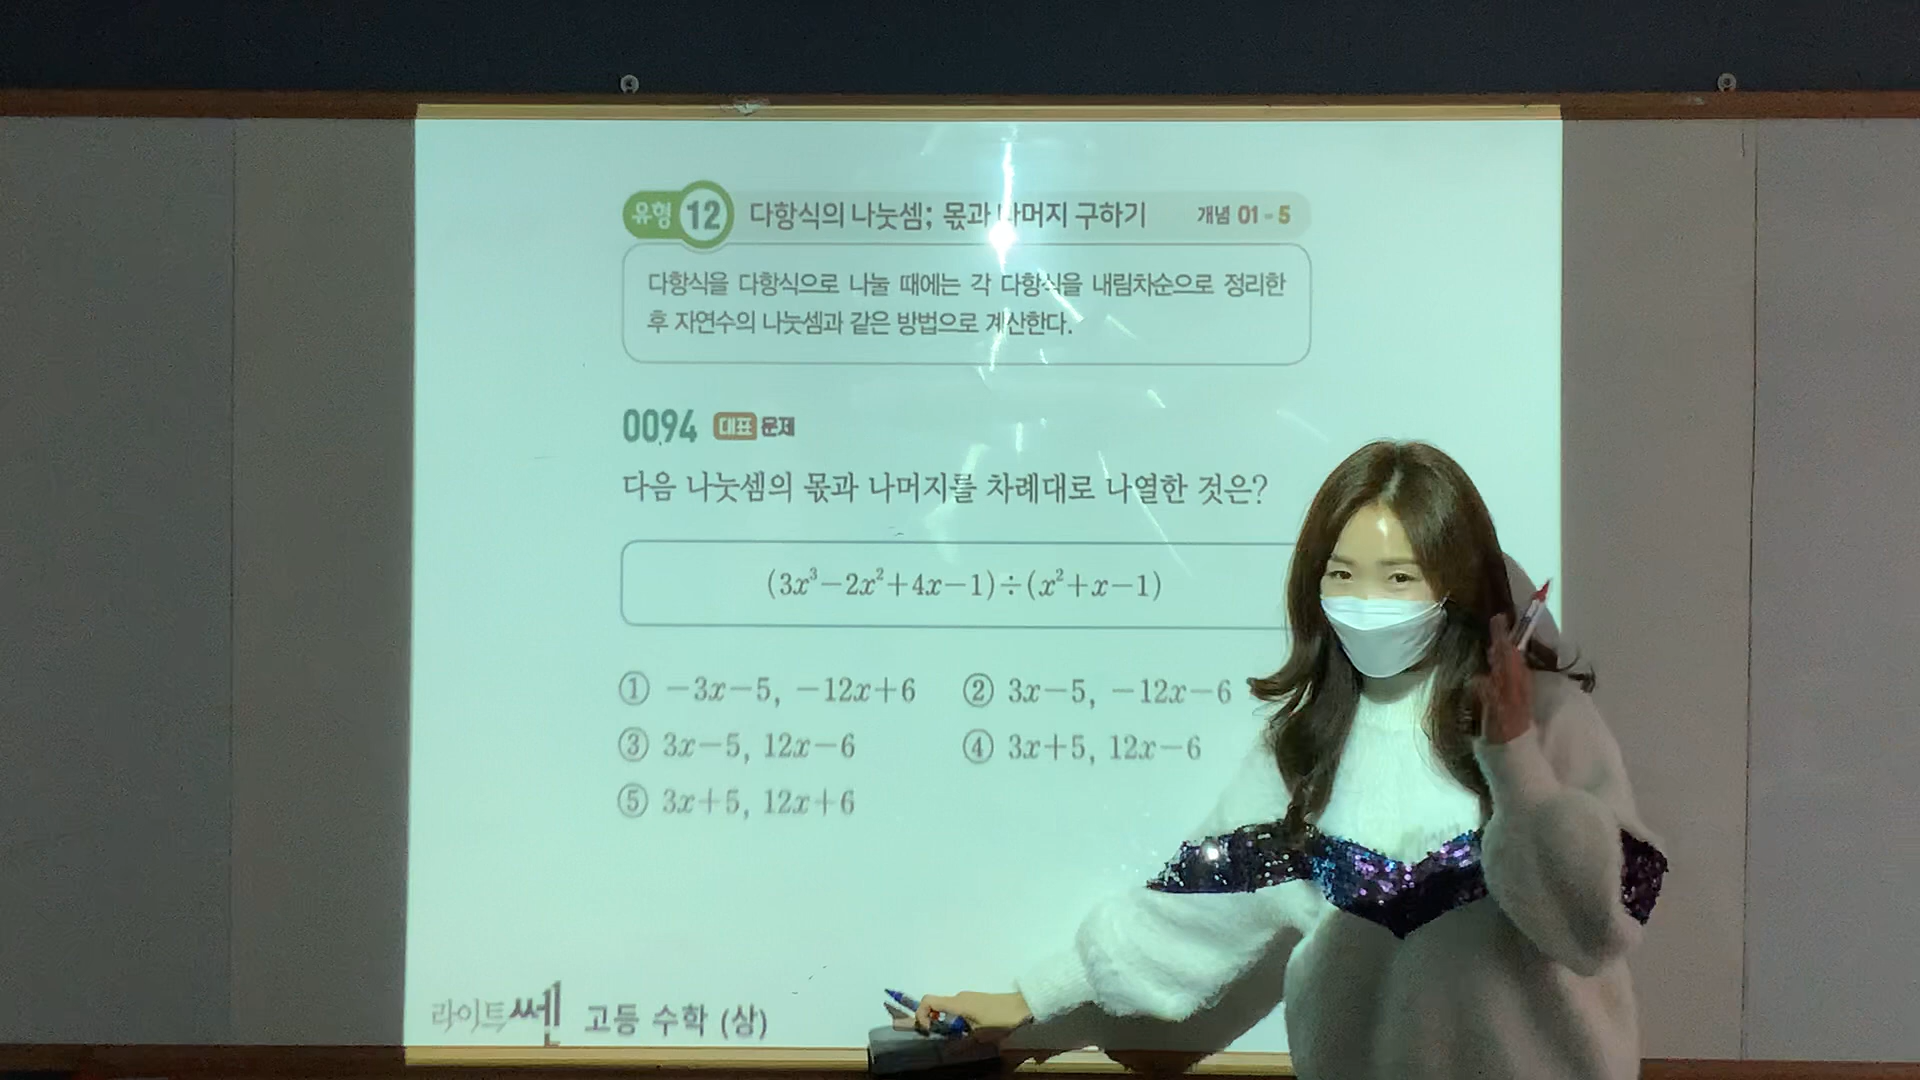 유형 12 다항식의 나눗셈; 몫과 나머지 구하기 개념 01-5
다항식을 다항식으로 나눌 때에는 각 다항식을 내림차순으로 정리한
후 자연수의 나눗셈과 같은 방법으로 계산한다.
0094 대표 문제
다음 나눗셈의 몫과 나머지를 차례대로 나열한 것은?
(3x³−2x²+4x−1)÷(x²+x−1)
① −3x−5, −12x+6 ② 3x−5, −12x−6
③ 3x−5, 12x−6 ④ 3x+5, 12x−6
⑤ 3x+5, 12x+6
라이트쎈 고등 수학 (상)